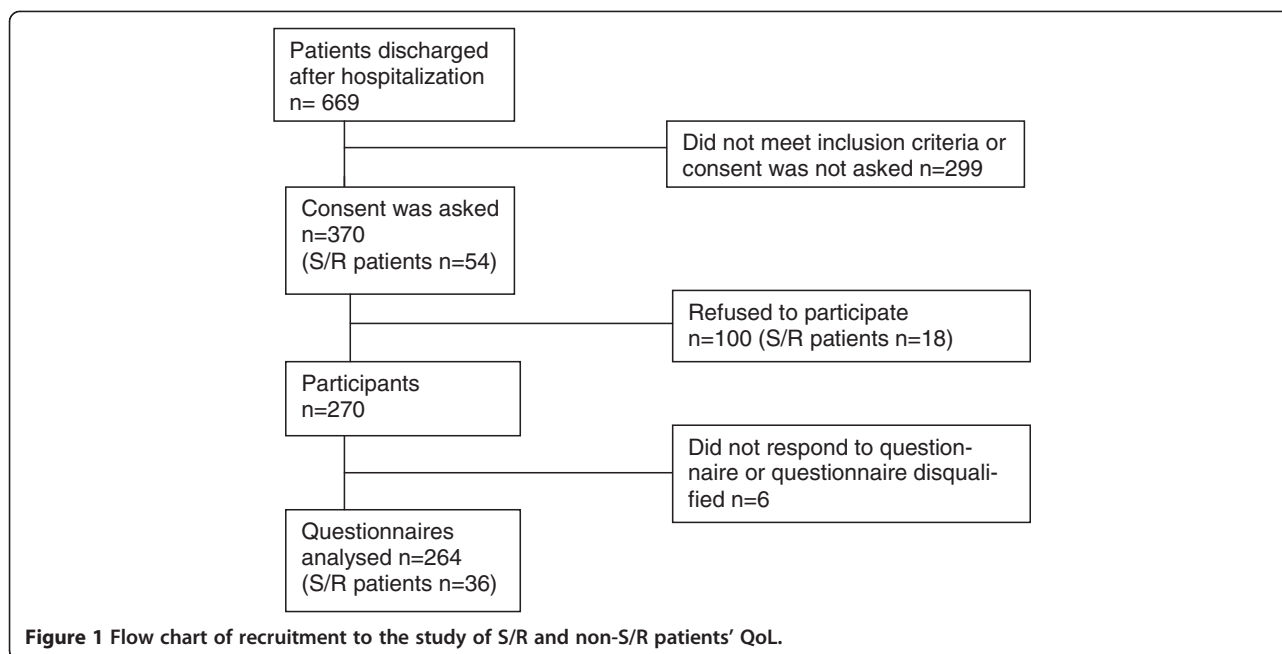 Patients discharged
after hospitalization
n= 669
Did not meet inclusion criteria or
consent was not asked n=299
Consent was asked
n=370
(S/R patients n=54)
Refused to participate
n=100 (S/R patients n=18)
Participants
n=270
Did not respond to question-
naire or questionnaire disquali-
fied n=6
Questionnaires
analysed n=264
(S/R patients n=36)
Figure 1 Flow chart of recruitment to the study of S/R and non-S/R patients’ QoL.